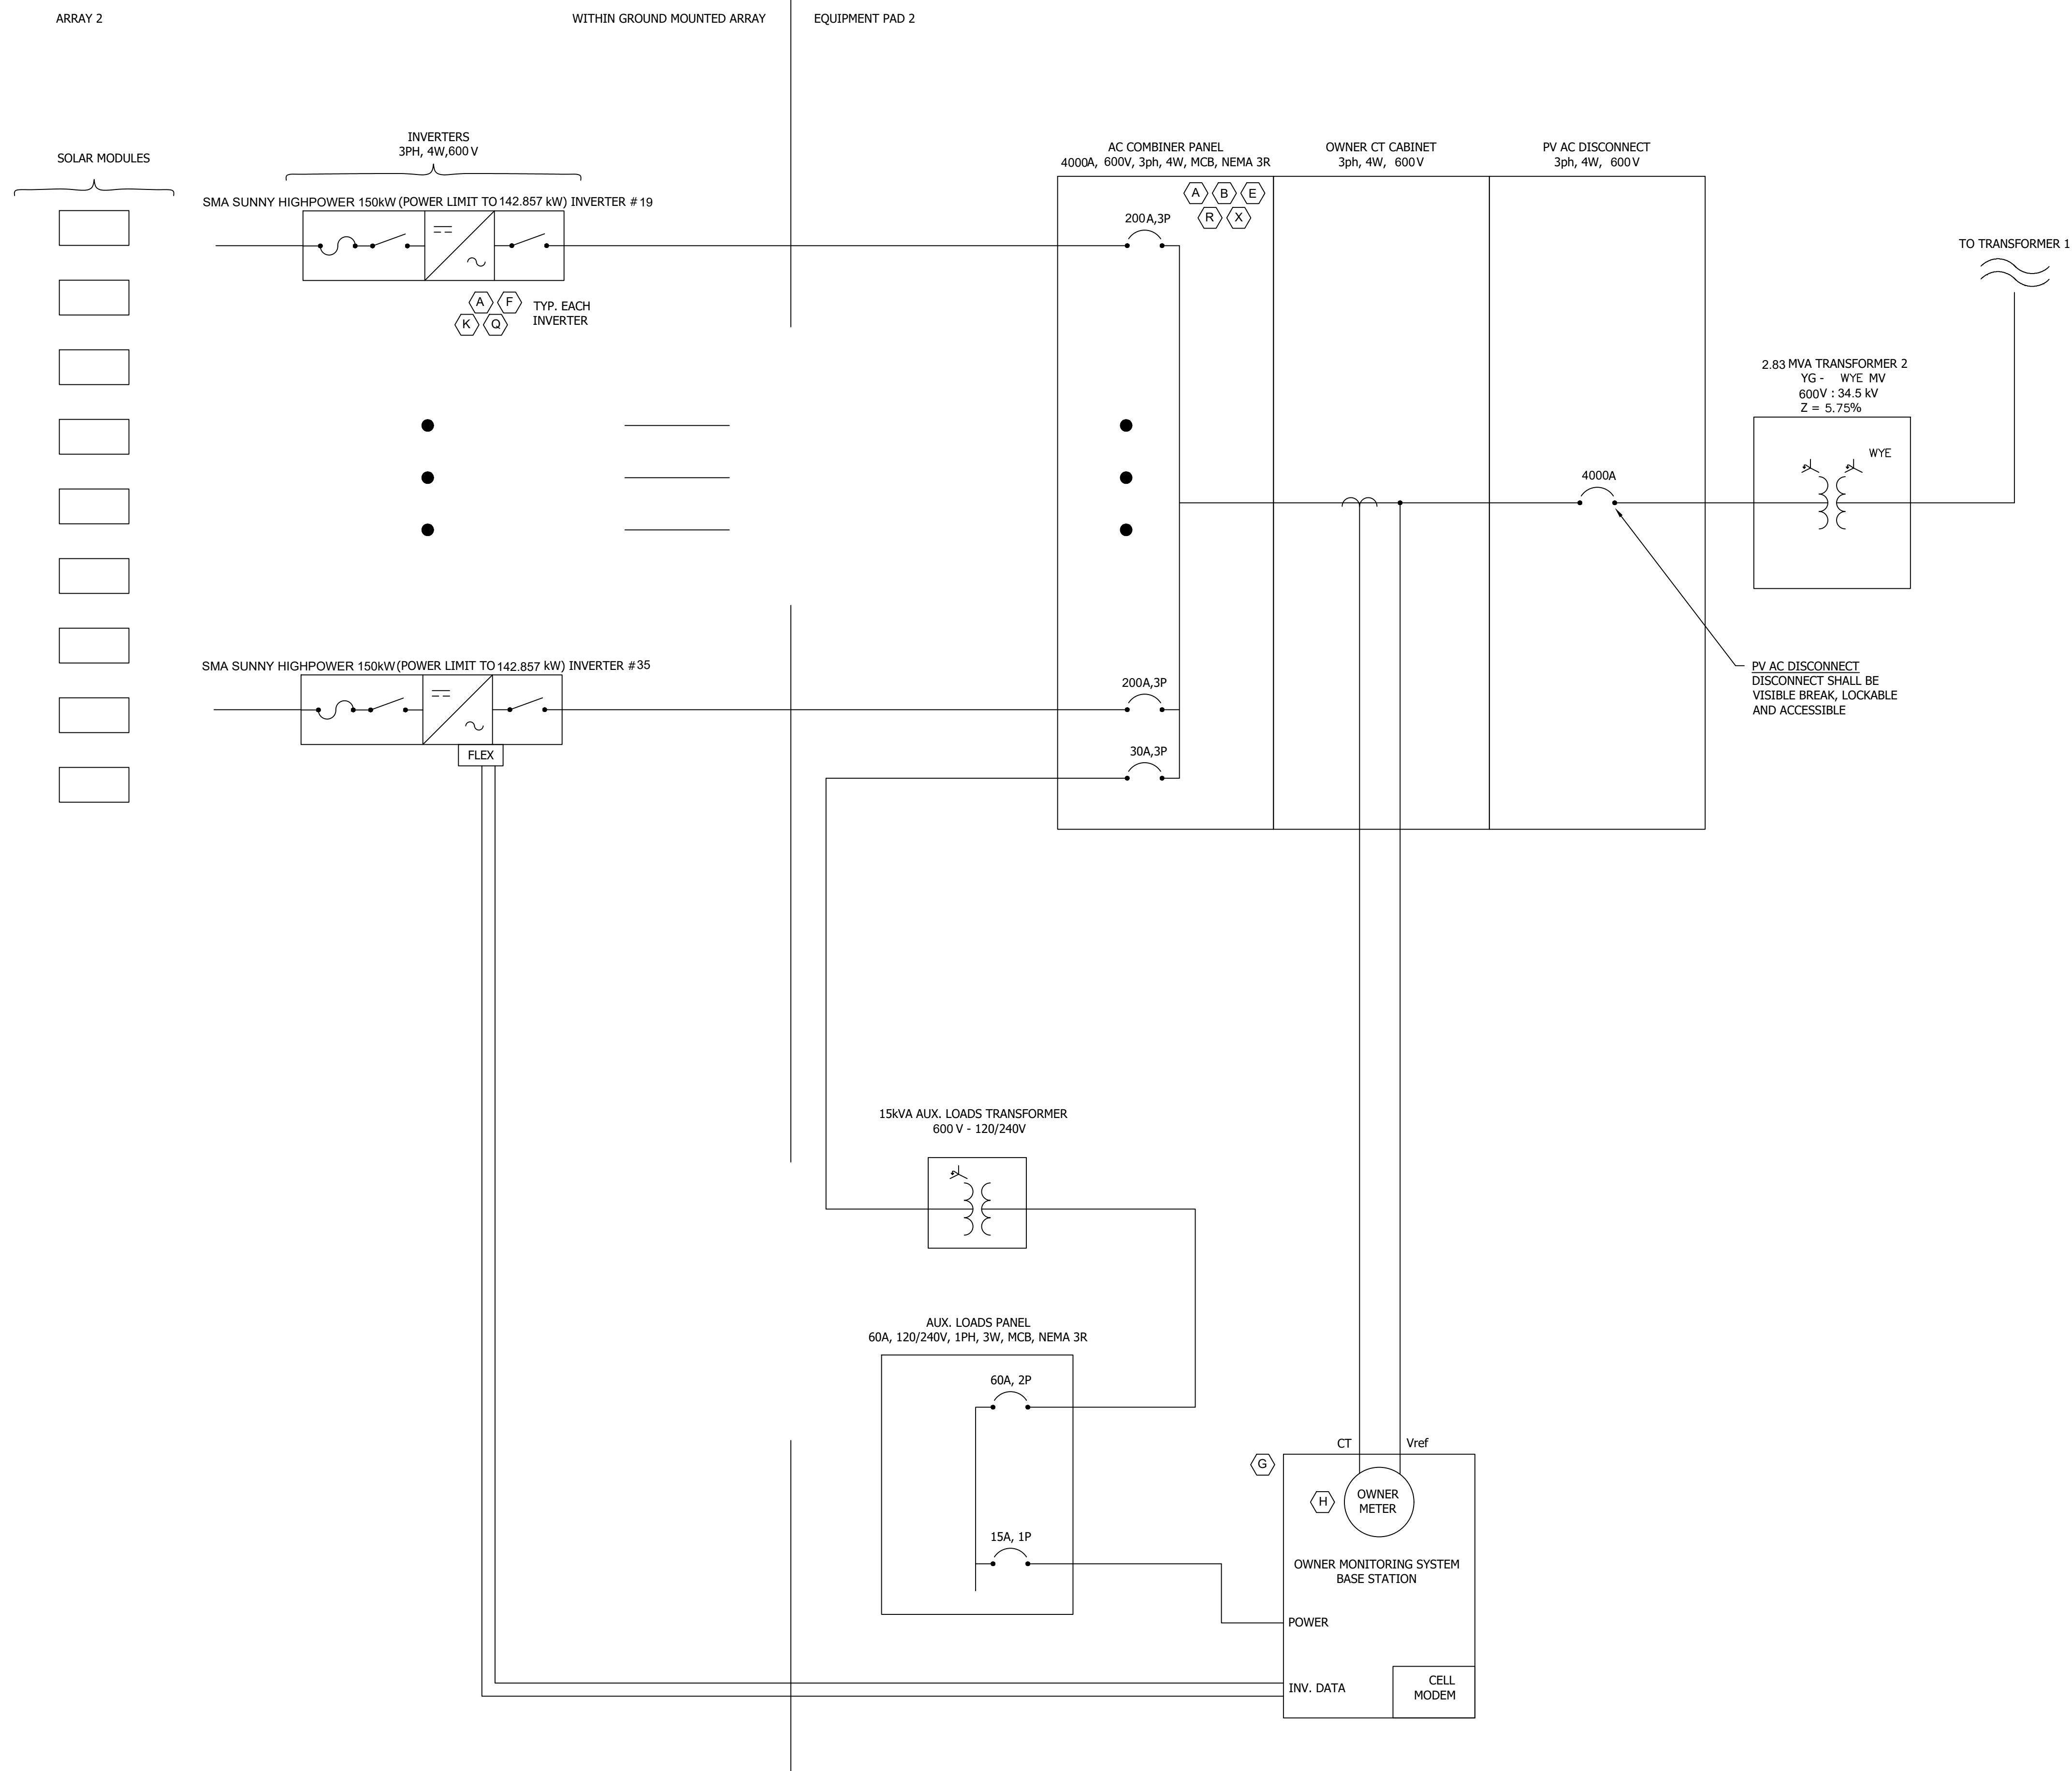 ARRAY 2
WITHIN GROUND MOUNTED ARRAY
EQUIPMENT PAD 2
SOLAR MODULES
INVERTERS
3PH, 4W,600 V
SMA SUNNY HIGHPOWER 150kW (POWER LIMIT TO 142.857 kW) INVERTER #19
A F
K Q
TYP. EACH
INVERTER
AC COMBINER PANEL
4000A, 600V, 3ph, 4W, MCB, NEMA 3R
OWNER CT CABINET
3ph, 4W, 600 V
PV AC DISCONNECT
3ph, 4W, 600 V
A B E
R X
200A,3P
TO TRANSFORMER 1
2.83 MVA TRANSFORMER 2
YG - WYE MV
600V : 34.5 kV
Z = 5.75%
WYE
4000A
SMA SUNNY HIGHPOWER 150kW (POWER LIMIT TO 142.857 kW) INVERTER #35
FLEX
200A,3P
30A,3P
PV AC DISCONNECT
DISCONNECT SHALL BE
VISIBLE BREAK, LOCKABLE
AND ACCESSIBLE
15kVA AUX. LOADS TRANSFORMER
600 V - 120/240V
AUX. LOADS PANEL
60A, 120/240V, 1PH, 3W, MCB, NEMA 3R
60A, 2P
15A, 1P
CT
Vref
G
H
OWNER
METER
OWNER MONITORING SYSTEM
BASE STATION
POWER
INV. DATA
CELL
MODEM